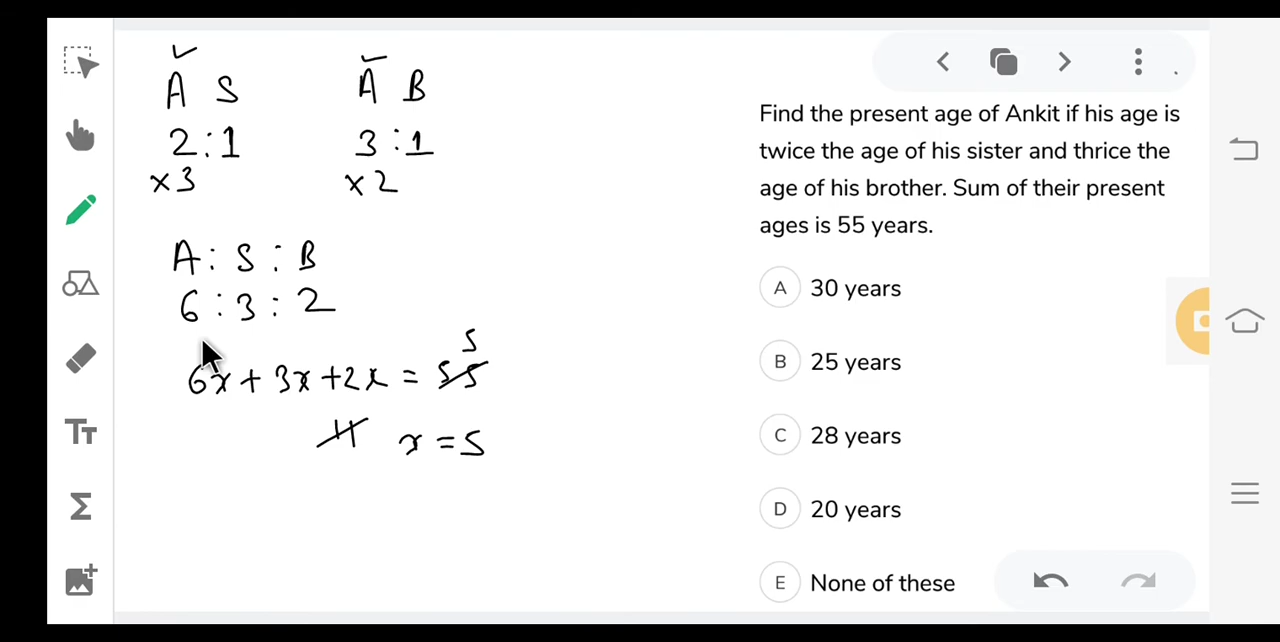 A S
2 : 1
× 3
A B
3 : 1
× 2
A : S : B
6 : 3 : 2
5
6x + 3x + 2x = 55
11 x = 5
Find the present age of Ankit if his age is
twice the age of his sister and thrice the
age of his brother. Sum of their present
ages is 55 years.
A 30 years
B 25 years
C 28 years
D 20 years
E None of these
TT
Σ